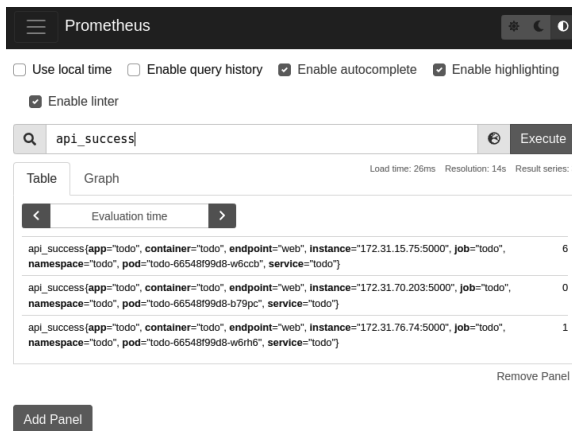 Prometheus
Use local time Enable query history Enable autocomplete Enable highlighting
Enable linter
api_success Execute
Load time: 26ms Resolution: 14s Result series:
Table Graph
Evaluation time
api_success{app="todo", container="todo", endpoint="web", instance="172.31.15.75:5000", job="todo", 6
namespace="todo", pod="todo-66548f99d8-w6ccb", service="todo"}
api_success{app="todo", container="todo", endpoint="web", instance="172.31.70.203:5000", job="todo", 0
namespace="todo", pod="todo-66548f99d8-b79pc", service="todo"}
api_success{app="todo", container="todo", endpoint="web", instance="172.31.76.74:5000", job="todo", 1
namespace="todo", pod="todo-66548f99d8-w6rh6", service="todo"}
Remove Panel
Add Panel